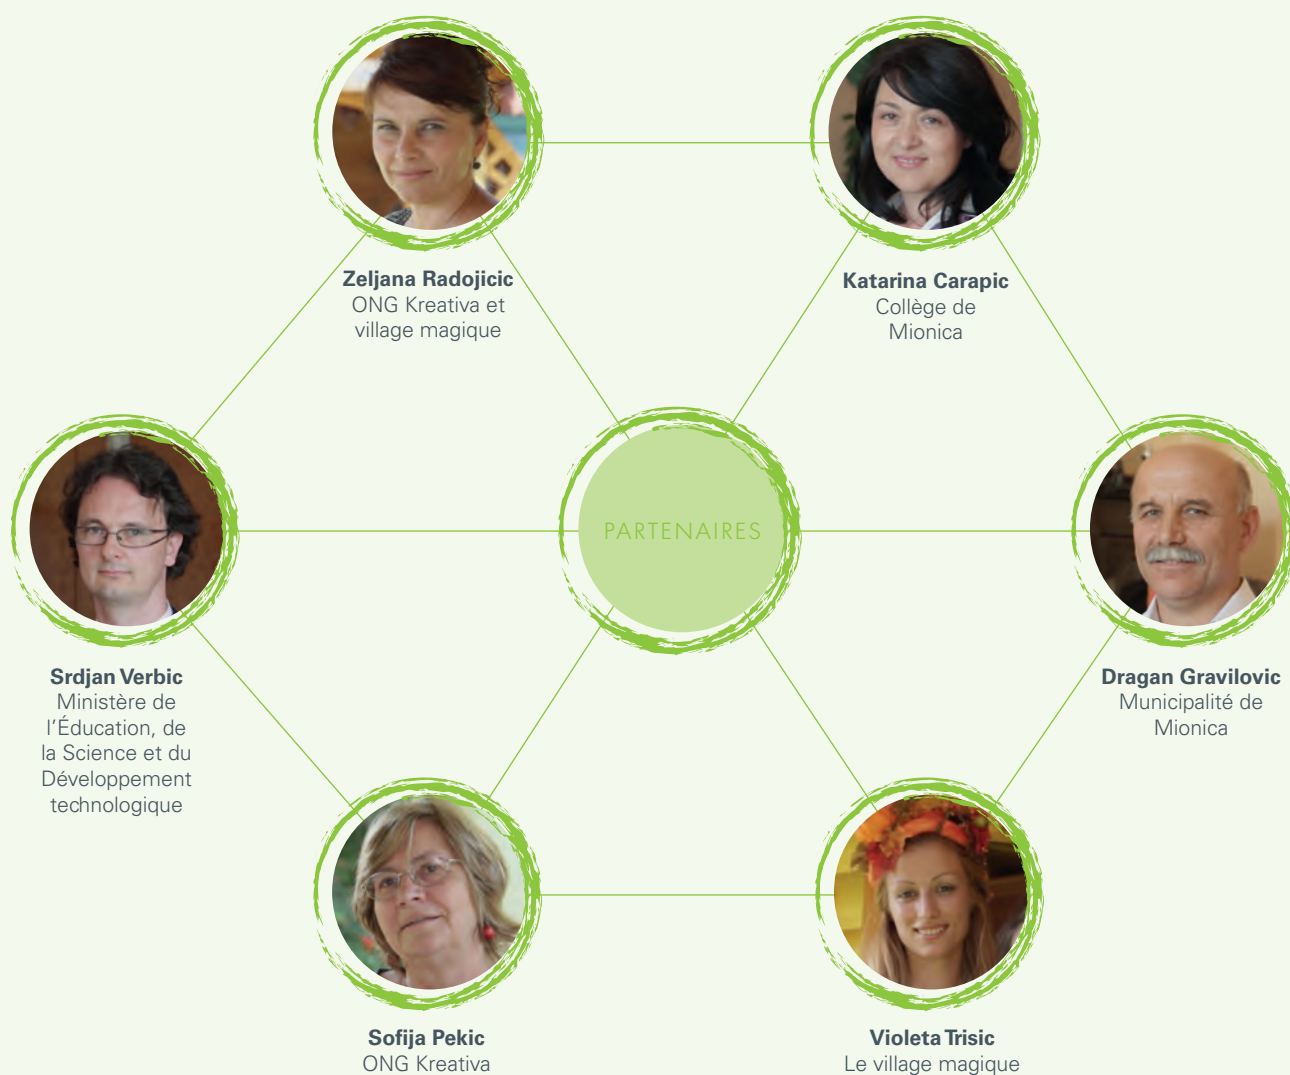 Zeljana Radojicic
ONG Kreativa et
village magique
Katarina Carapic
Collège de
Mionica
PARTENAIRES
Srdjan Verbic
Ministère de
l’Éducation, de
la Science et du
Développement
technologique
Dragan Gravilovic
Municipalité de
Mionica
Sofija Pekic
ONG Kreativa
Violeta Trisic
Le village magique